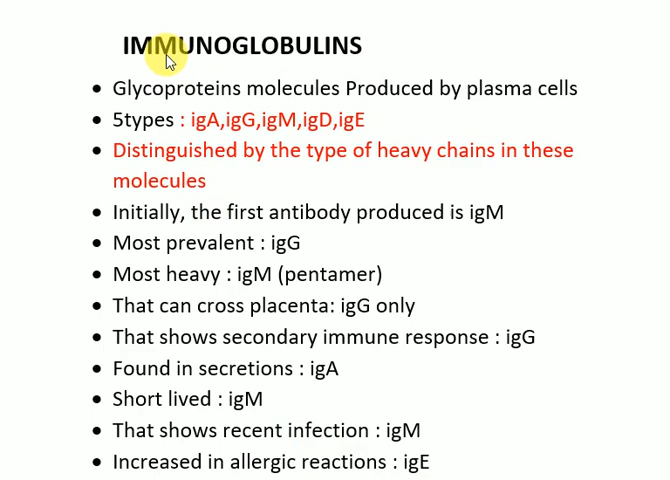 IMMUNOGLOBULINS
• Glycoproteins molecules Produced by plasma cells
• 5types : igA,igG,igM,igD,igE
• Distinguished by the type of heavy chains in these
molecules
• Initially, the first antibody produced is igM
• Most prevalent : igG
• Most heavy : igM (pentamer)
• That can cross placenta: igG only
• That shows secondary immune response : igG
• Found in secretions : igA
• Short lived : igM
• That shows recent infection : igM
• Increased in allergic reactions : igE